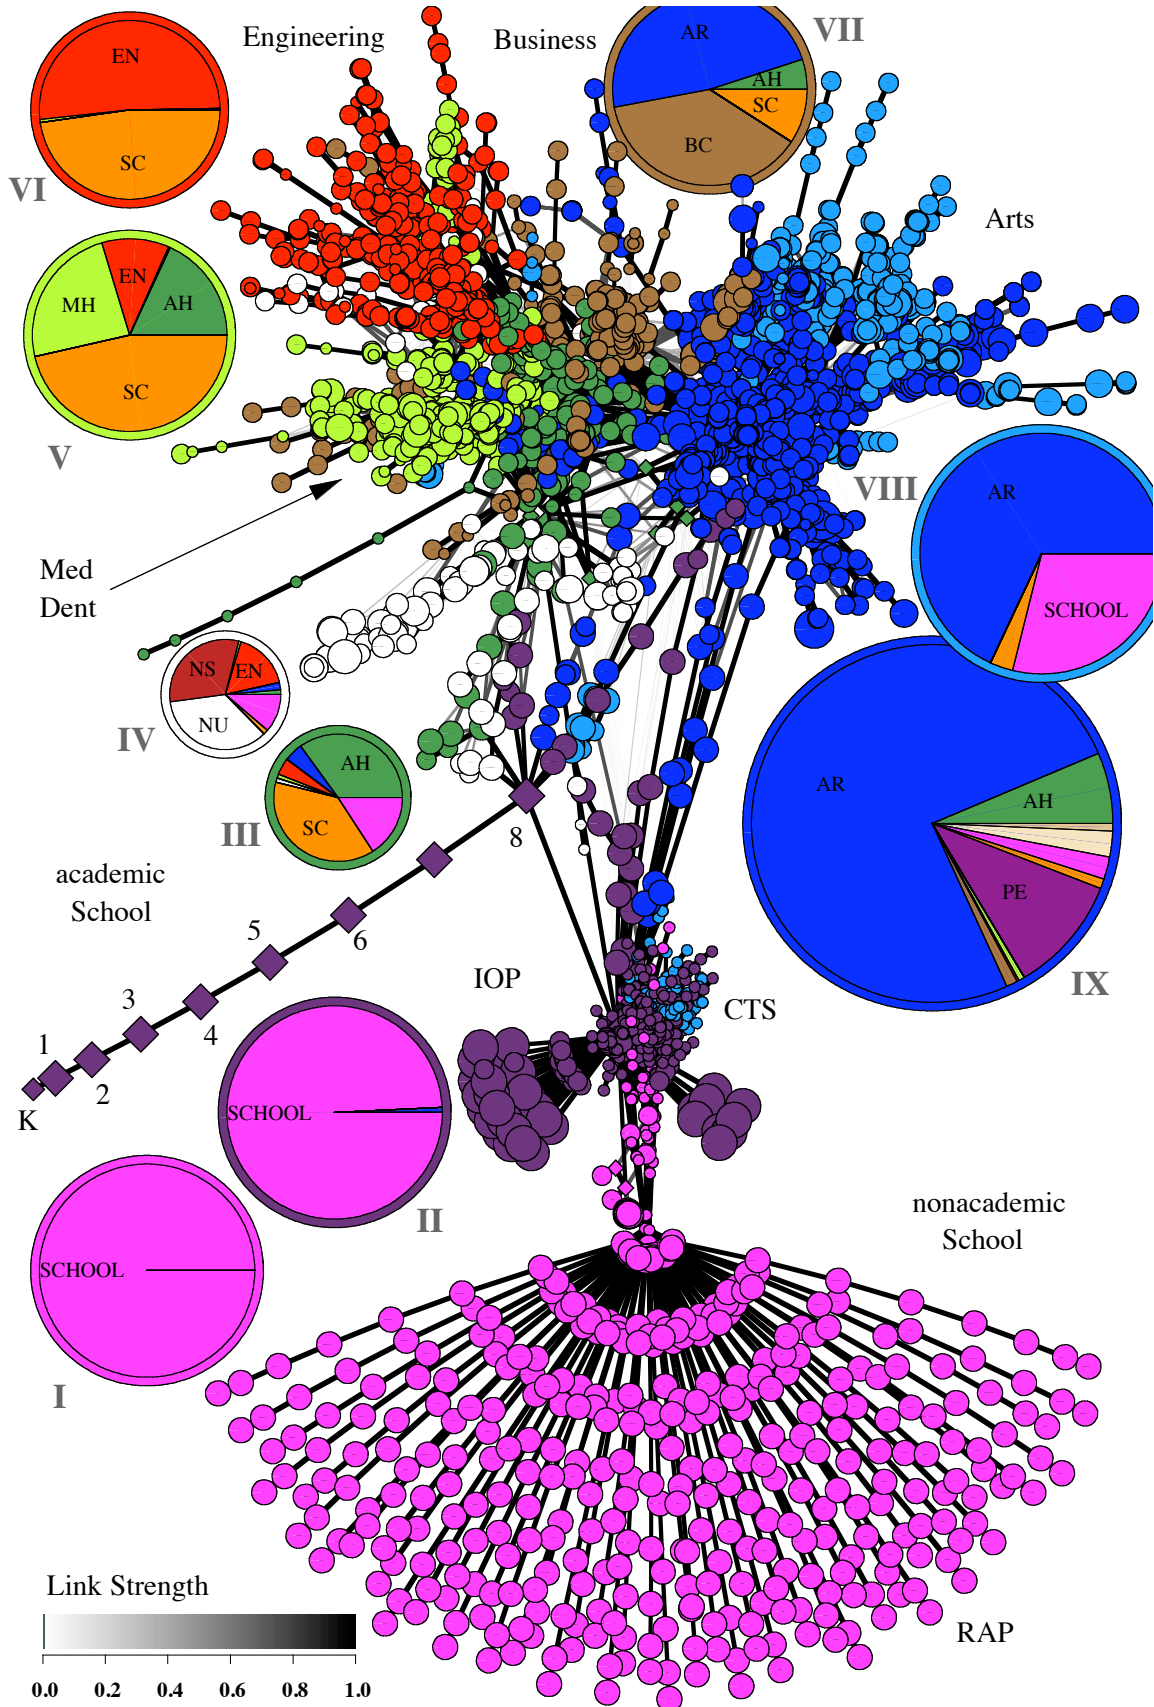 Engineering
Business
VII
AR
AH
SC
BC
EN
SC
VI
Arts
MH
EN
AH
SC
V
VIII
AR
SCHOOL
Med
Dent
NS
EN
NU
IV
AH
SC
III
AR
AH
PE
IX
8
academic
School
5
6
3
4
1
2
K
IOP
CTS
SCHOOL
II
SCHOOL
I
nonacademic
School
RAP
Link Strength
0.0 0.2 0.4 0.6 0.8 1.0